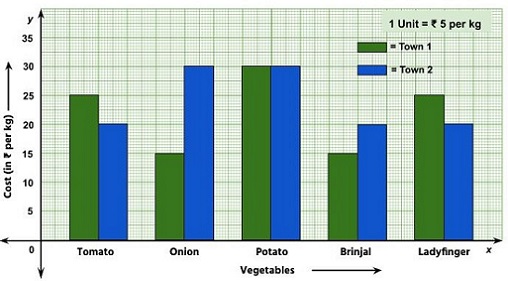 y
1 Unit = ₹ 5 per kg
= Town 1
= Town 2
Cost (in ₹ per kg)
35
30
25
20
15
10
5
0
Tomato
Onion
Potato
Brinjal
Ladyfinger
x
Vegetables